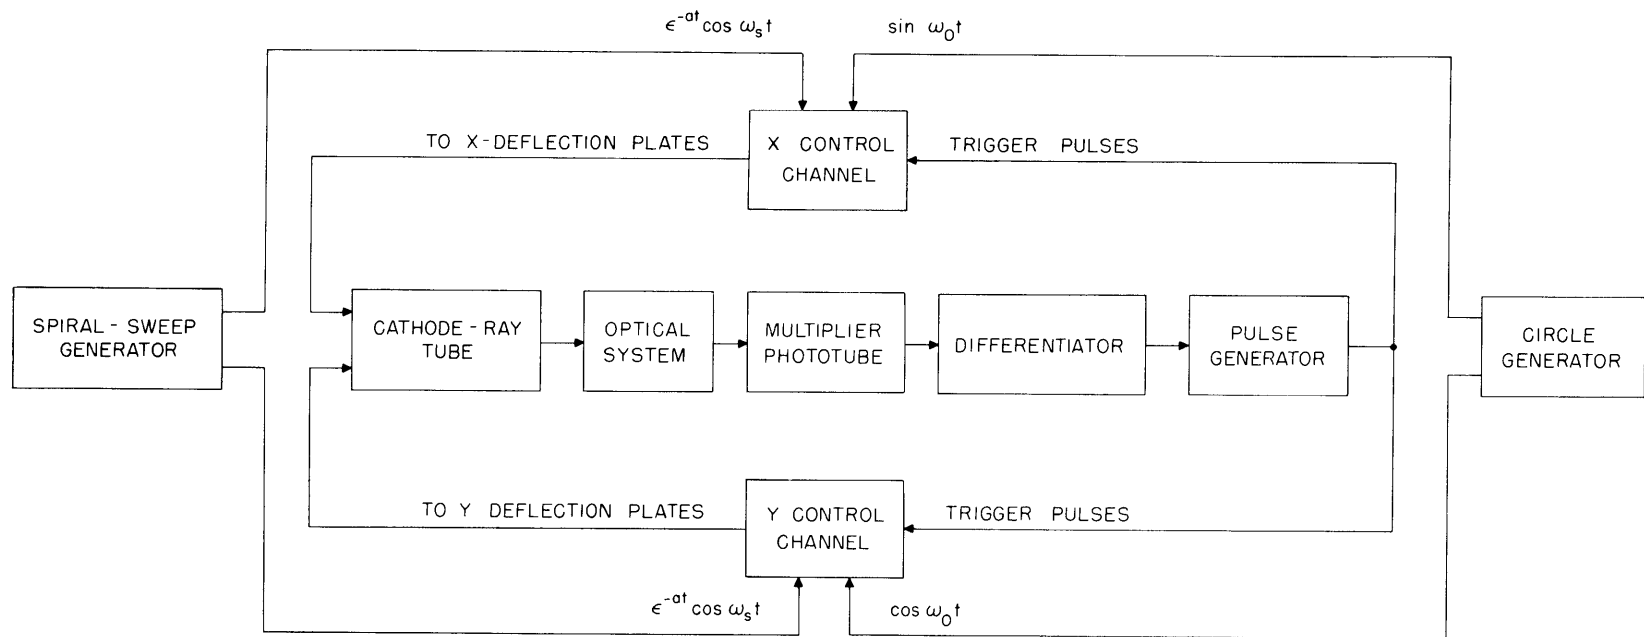 ϵ^-at cos ω_s t
sin ω_0 t
TO X-DEFLECTION PLATES
X CONTROL
CHANNEL
TRIGGER PULSES
SPIRAL - SWEEP
GENERATOR
CATHODE - RAY
TUBE
OPTICAL
SYSTEM
MULTIPLIER
PHOTOTUBE
DIFFERENTIATOR
PULSE
GENERATOR
CIRCLE
GENERATOR
TO Y DEFLECTION PLATES
Y CONTROL
CHANNEL
TRIGGER PULSES
ϵ^-at cos ω_s t
cos ω_0 t